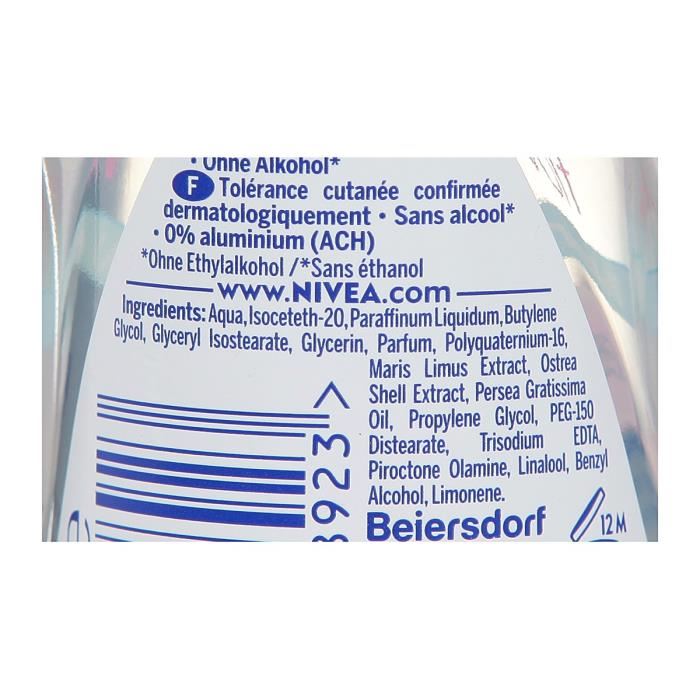 • Ohne Alkohol*
F Tolérance cutanée confirmée
dermatologiquement • Sans alcool*
• 0% aluminium (ACH)
*Ohne Ethylalkohol /*Sans éthanol
www.NIVEA.com
Ingredients: Aqua, Isoceteth-20, Paraffinum Liquidum, Butylene
Glycol, Glyceryl Isostearate, Glycerin, Parfum, Polyquaternium-16,
Maris Limus Extract, Ostrea
Shell Extract, Persea Gratissima
Oil, Propylene Glycol, PEG-150
Distearate, Trisodium EDTA,
Piroctone Olamine, Linalool, Benzyl
Alcohol, Limonene.
Beiersdorf
12M
3923 >